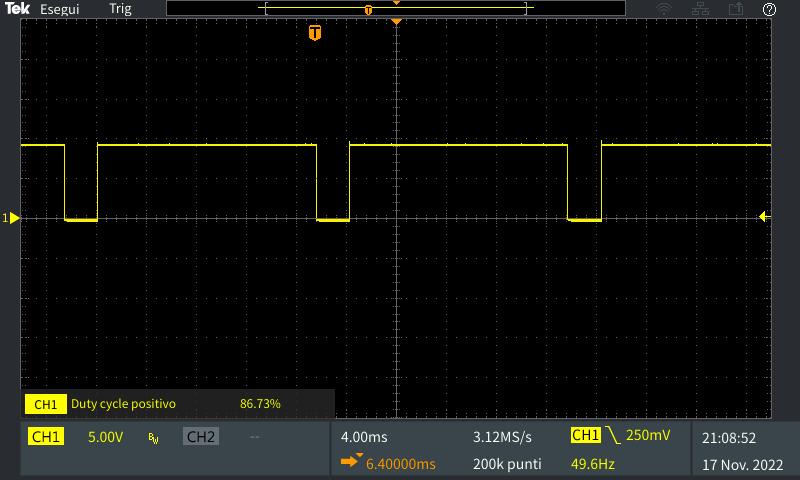 Tek Esegui Trig
T
T
1
CH1 Duty cycle positivo 86.73%
CH1 5.00V BW CH2 -- 4.00ms 3.12MS/s CH1 250mV 21:08:52
6.40000ms 200k punti 49.6Hz 17 Nov. 2022